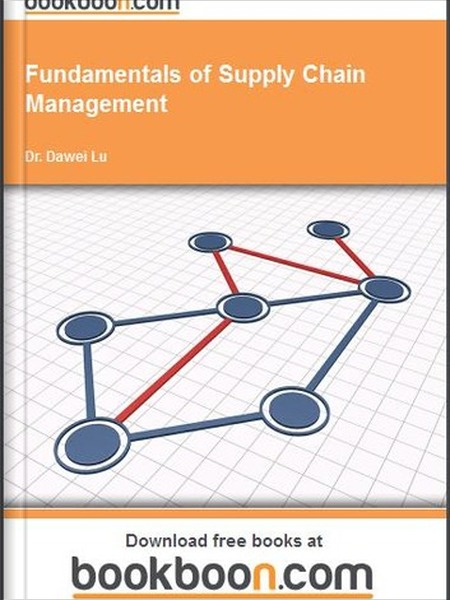 bookboon.com
Fundamentals of Supply Chain
Management
Dr. Dawei Lu
Download free books at
bookboon.com